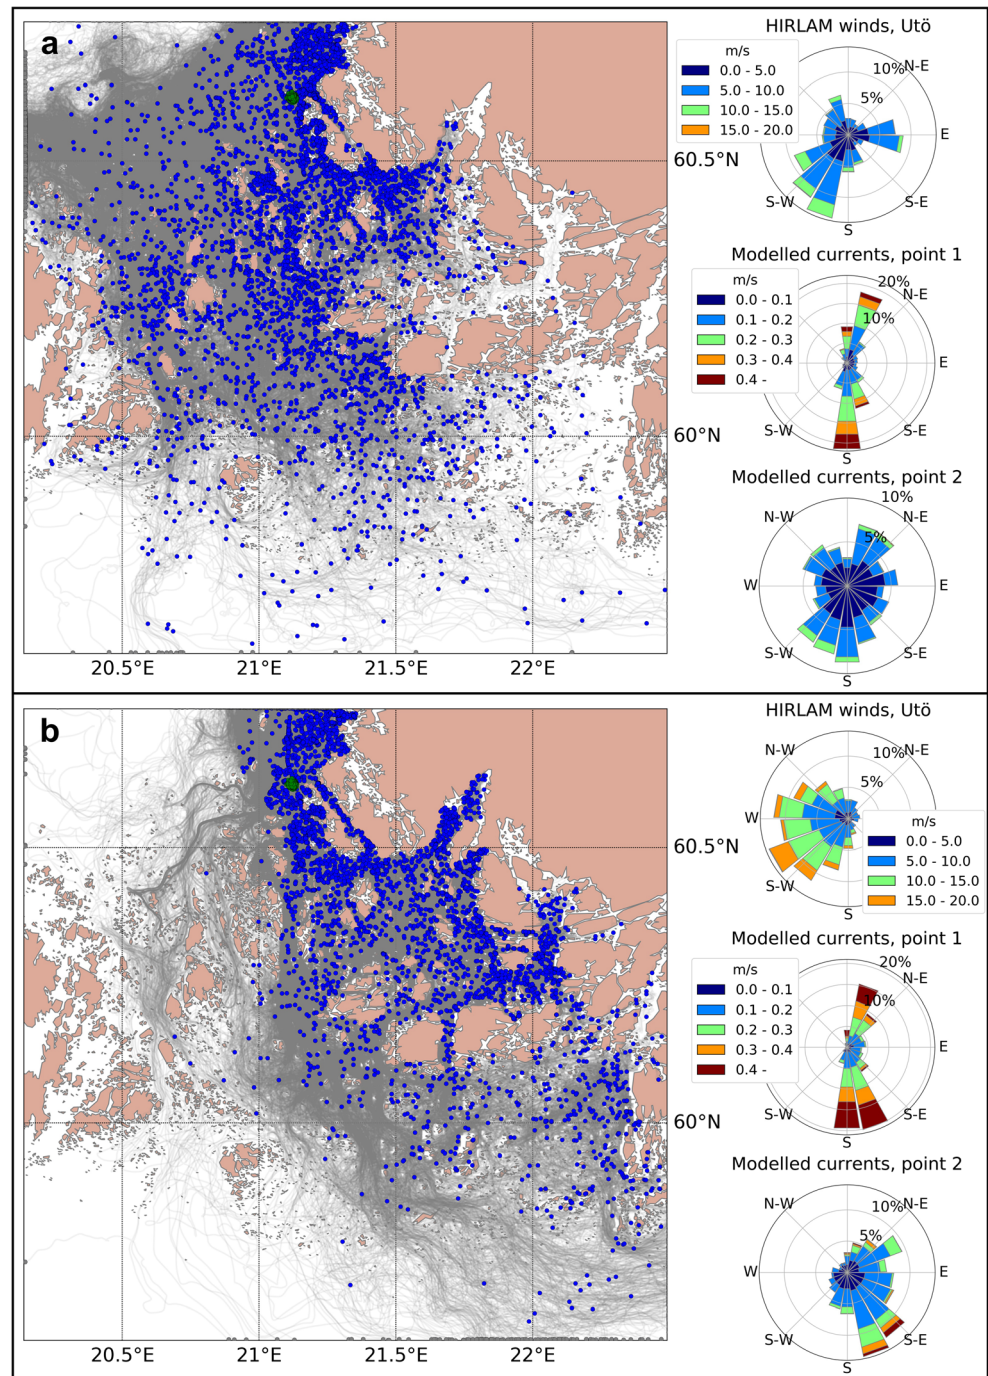 a
60.5°N
60°N
20.5°E 21°E 21.5°E 22°E
HIRLAM winds, Utö
m/s
0.0 - 5.0
5.0 - 10.0
10.0 - 15.0
15.0 - 20.0
10% N-E
5%
E
S-W S-E
S
Modelled currents, point 1
m/s
0.0 - 0.1
0.1 - 0.2
0.2 - 0.3
0.3 - 0.4
0.4 -
20%
N-E
10%
E
S-W S-E
S
Modelled currents, point 2
10%
N-W N-E
5%
W E
S-W S-E
S
b
60.5°N
60°N
20.5°E 21°E 21.5°E 22°E
HIRLAM winds, Utö
N-W 10% N-E
5%
W
m/s
0.0 - 5.0
5.0 - 10.0
10.0 - 15.0
15.0 - 20.0
S-W
S
Modelled currents, point 1
m/s
0.0 - 0.1
0.1 - 0.2
0.2 - 0.3
0.3 - 0.4
0.4 -
20%
N-E
10%
E
S-W S-E
S
Modelled currents, point 2
N-W 10% N-E
5%
W E
S-W S-E
S